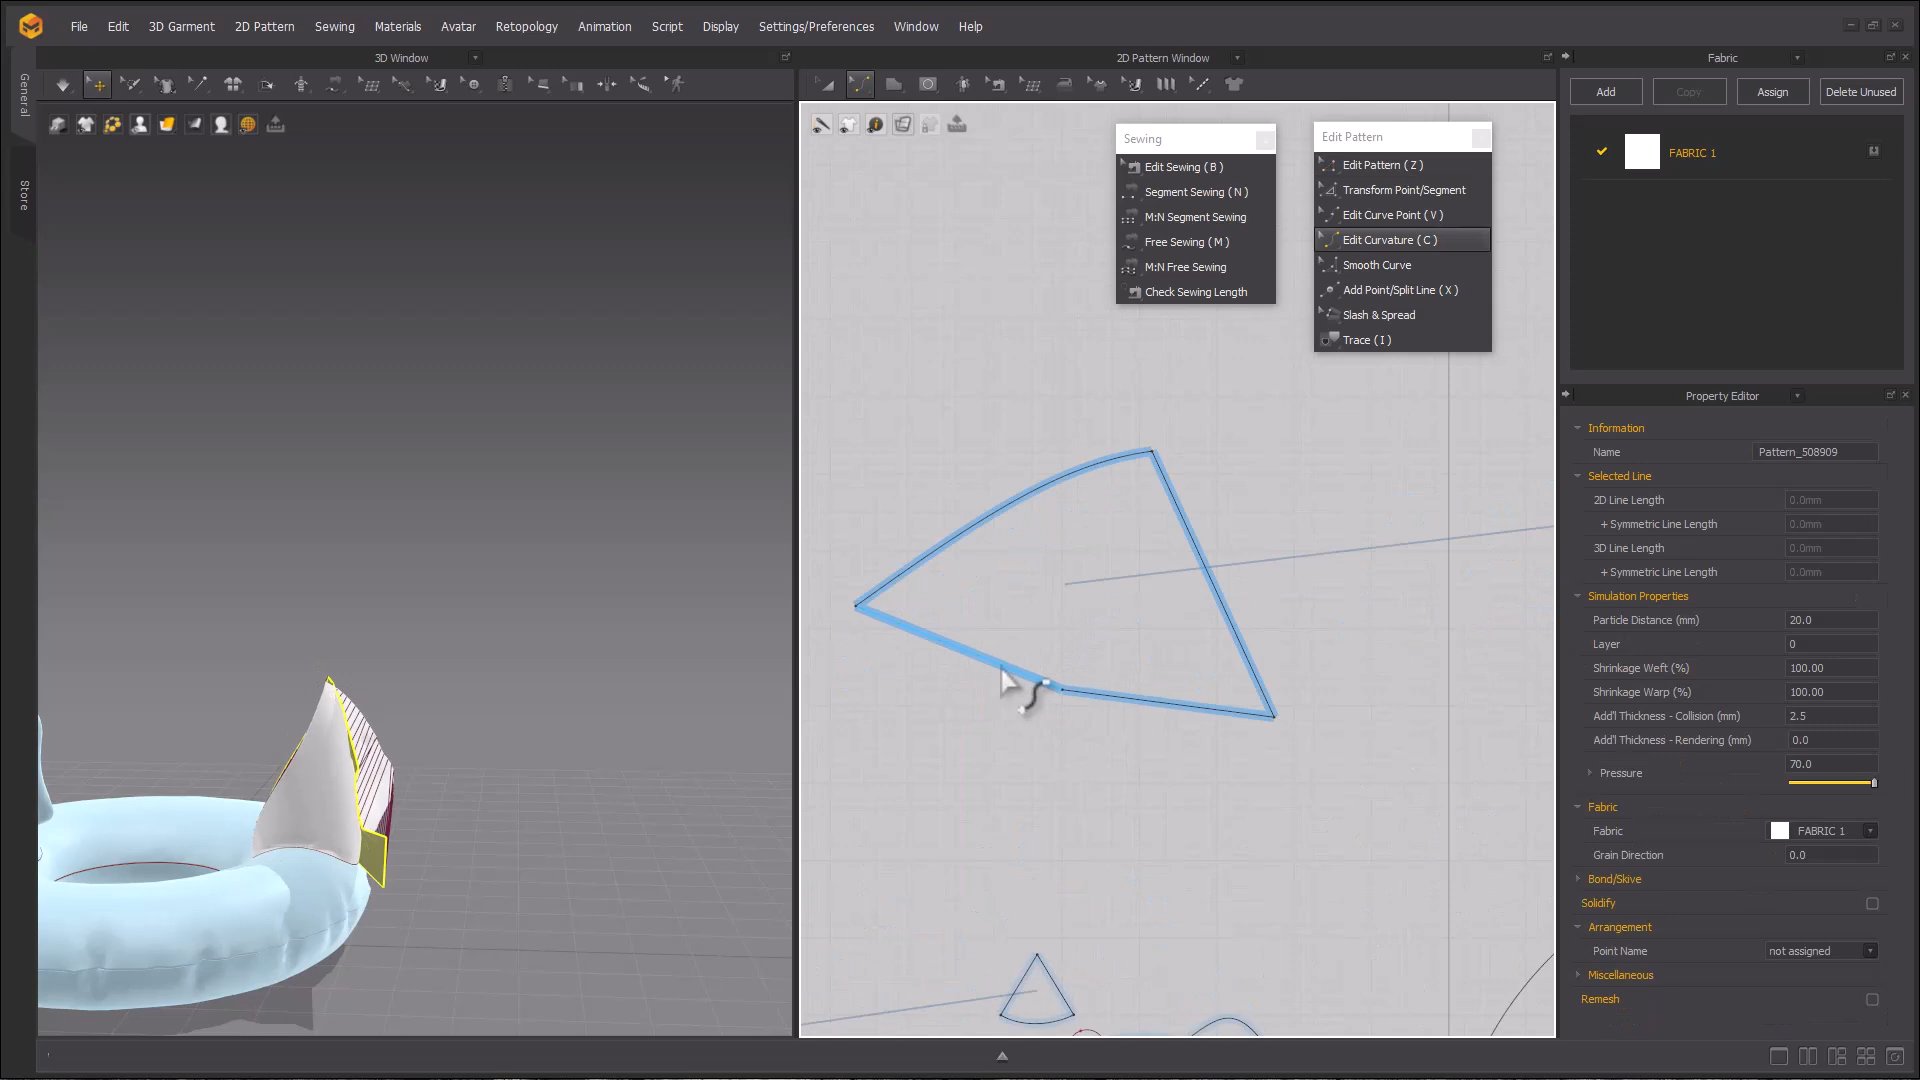 File Edit 3D Garment 2D Pattern Sewing Materials Avatar Retopology Animation Script Display Settings/Preferences Window Help
General
Store
3D Window
2D Pattern Window
Sewing
Edit Sewing ( B )
Segment Sewing ( N )
M:N Segment Sewing
Free Sewing ( M )
M:N Free Sewing
Check Sewing Length
Edit Pattern
Edit Pattern ( Z )
Transform Point/Segment
Edit Curve Point ( V )
Edit Curvature ( C )
Smooth Curve
Add Point/Split Line ( X )
Slash & Spread
Trace ( I )
Fabric
Add Copy Assign Delete Unused
FABRIC 1
Property Editor
Information
Name Pattern_508909
Selected Line
2D Line Length 0.0mm
+ Symmetric Line Length 0.0mm
3D Line Length 0.0mm
+ Symmetric Line Length 0.0mm
Simulation Properties
Particle Distance (mm) 20.0
Layer 0
Shrinkage Weft (%) 100.00
Shrinkage Warp (%) 100.00
Add'l Thickness - Collision (mm) 2.5
Add'l Thickness - Rendering (mm) 0.0
Pressure 70.0
Fabric
Fabric FABRIC 1
Grain Direction 0.0
Bond/Skive
Solidify
Arrangement
Point Name not assigned
Miscellaneous
Remesh